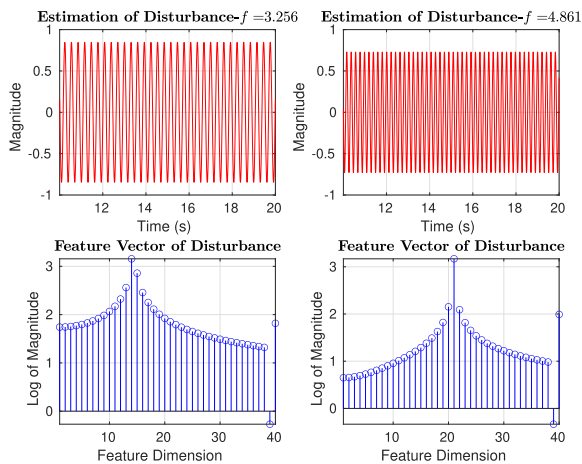 Estimation of Disturbance-f =3.256
1
0.5
0
-0.5
-1
Magnitude
12 14 16 18 20
Time (s)
Estimation of Disturbance-f =4.861
1
0.5
0
-0.5
-1
Magnitude
12 14 16 18 20
Time (s)
Feature Vector of Disturbance
3
2
1
0
Log of Magnitude
10 20 30 40
Feature Dimension
Feature Vector of Disturbance
3
2
1
0
Log of Magnitude
10 20 30 40
Feature Dimension